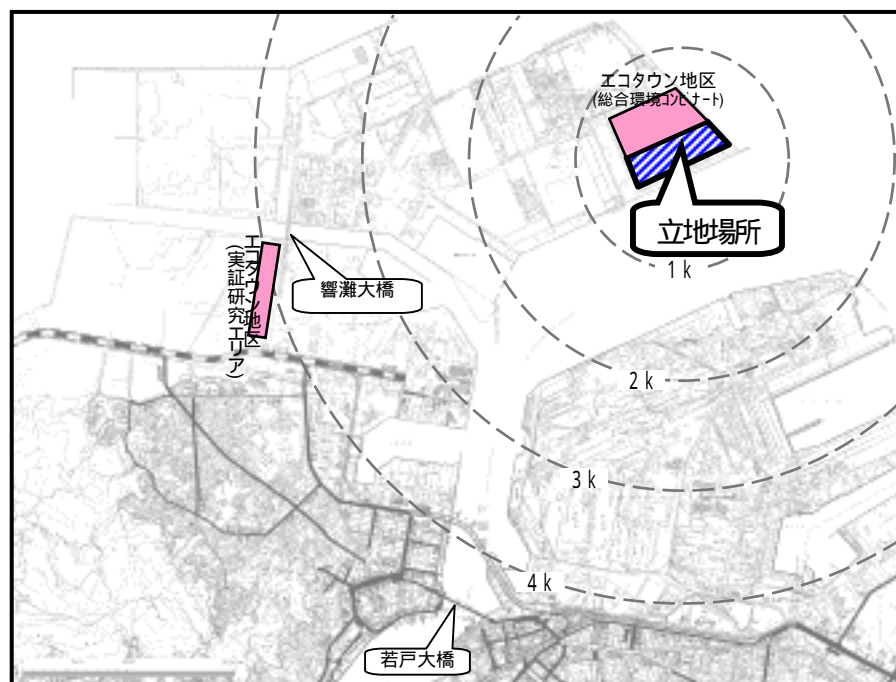 エコタウン地区
(総合環境コンビナート)
立地場所
1k
エコタウン地区
(実証研究エリア)
響灘大橋
2k
3k
4k
若戸大橋